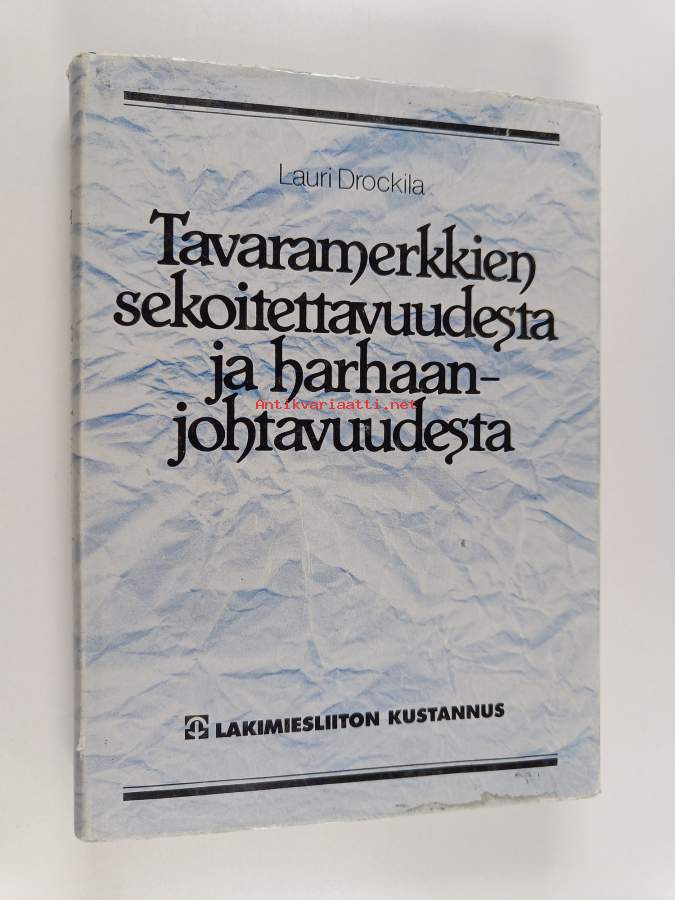 Lauri Drockila
Tavaramerkkien
sekoitettavuudesta
ja harhaan-
Antikvariaatti.net
johtavuudesta
LAKIMIESLIITON KUSTANNUS